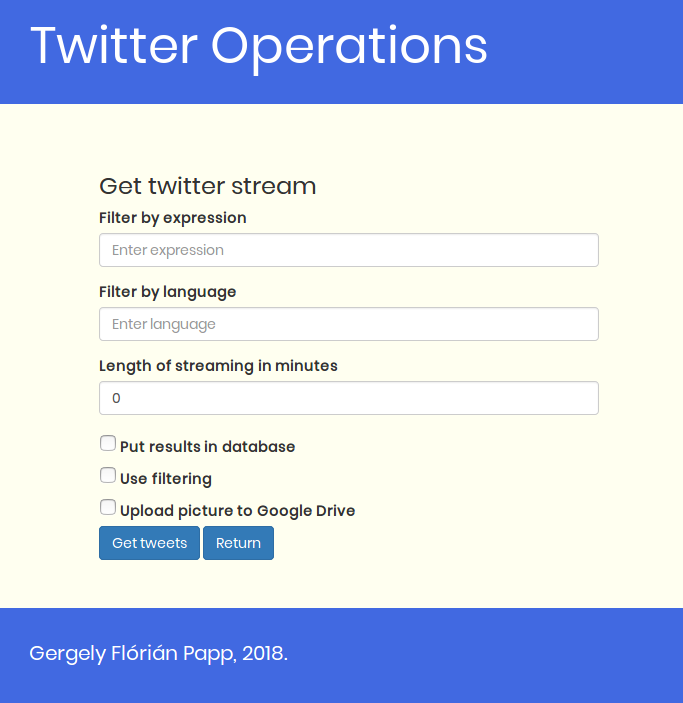 Twitter Operations
Get twitter stream
Filter by expression
Enter expression
Filter by language
Enter language
Length of streaming in minutes
0
Put results in database
Use filtering
Upload picture to Google Drive
Get tweets Return
Gergely Flórián Papp, 2018.